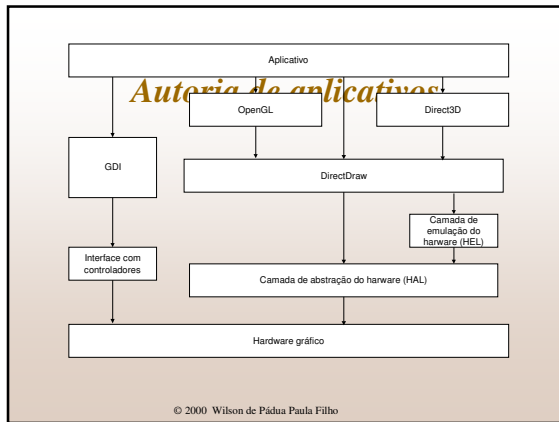 Aplicativo
Autoria de aplicativos
OpenGL
Direct3D
GDI
DirectDraw
Camada de
emulação do
harware (HEL)
Interface com
controladores
Camada de abstração do harware (HAL)
Hardware gráfico
© 2000 Wilson de Pádua Paula Filho